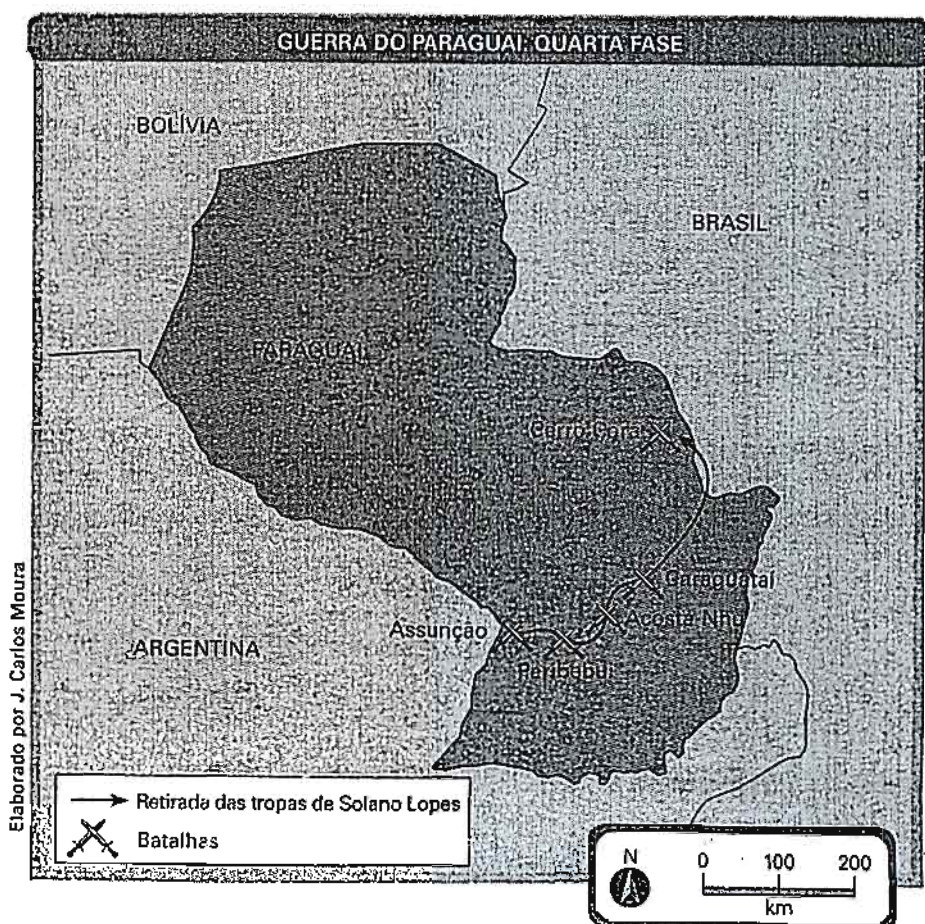 GUERRA DO PARAGUAI: QUARTA FASE
BOLÍVIA
BRASIL
PARAGUAI
Cerro Corá
Caraguataí
Acosta Nhu
Assunção
Peribebuí
ARGENTINA
Elaborado por J. Carlos Moura
Retirada das tropas de Solano Lopes
Batalhas
N
0 100 200
km